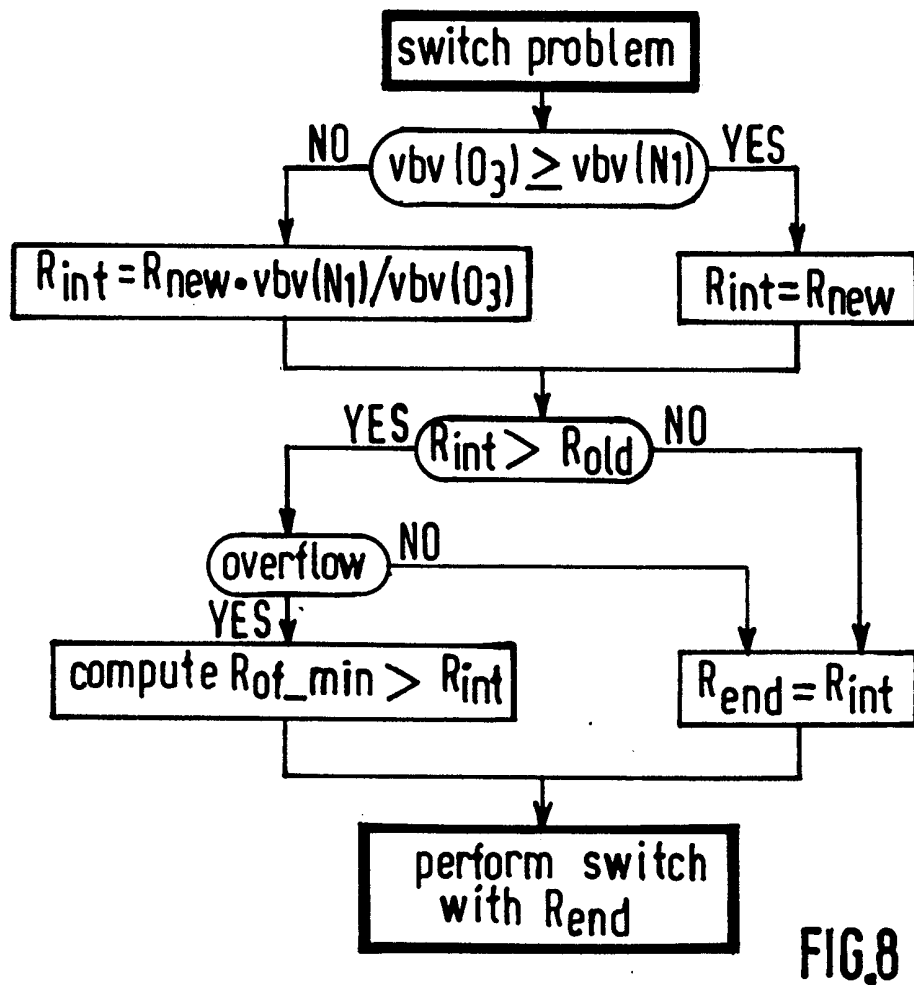 switch problem
NO
vbv(O3) ≥ vbv(N1)
YES
Rint=Rnew•vbv(N1)/vbv(O3)
Rint=Rnew
YES
Rint > Rold
NO
overflow
NO
YES
compute Rof_min > Rint
Rend=Rint
perform switch
with Rend
FIG.8